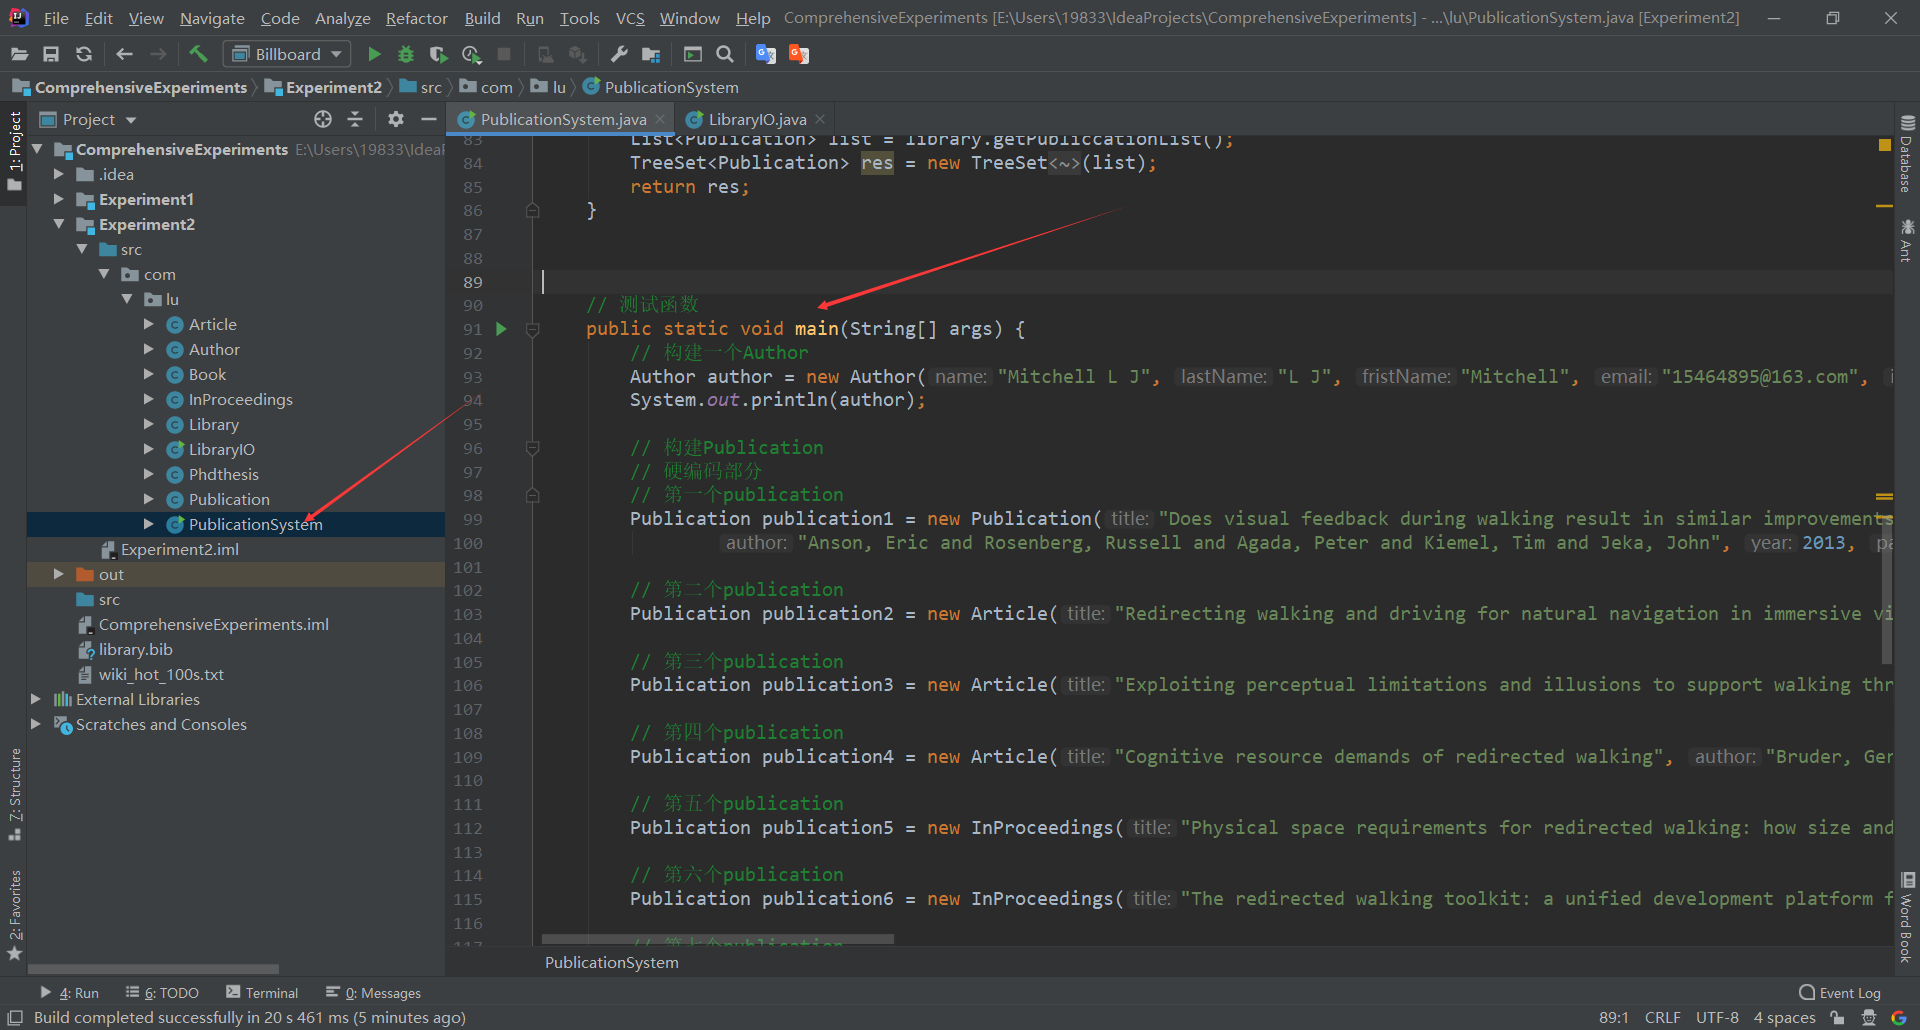 File Edit View Navigate Code Analyze Refactor Build Run Tools VCS Window Help ComprehensiveExperiments [E:\Users\19833\IdeaProjects\ComprehensiveExperiments] - ...\lu\PublicationSystem.java [Experiment2]
Billboard
ComprehensiveExperiments Experiment2 src com lu PublicationSystem
1: Project
Project
ComprehensiveExperiments E:\Users\19833\IdeaF
.idea
Experiment1
Experiment2
src
com
lu
Article
Author
Book
InProceedings
Library
LibraryIO
Phdthesis
Publication
PublicationSystem
Experiment2.iml
out
src
ComprehensiveExperiments.iml
library.bib
wiki_hot_100s.txt
External Libraries
Scratches and Consoles
7: Structure
2: Favorites
PublicationSystem.java LibraryIO.java
83 List<Publication> list = library.getPubliccationList();
84 TreeSet<Publication> res = new TreeSet<~>(list);
85 return res;
86 }
87
88
89
90 // 测试函数
91 public static void main(String[] args) {
92 // 构建一个Author
93 Author author = new Author( name: "Mitchell L J", lastName: "L J", fristName: "Mitchell", email: "15464895@163.com", i
94 System.out.println(author);
95
96 // 构建Publication
97 // 硬编码部分
98 // 第一个publication
99 Publication publication1 = new Publication( title: "Does visual feedback during walking result in similar improvements
100 author: "Anson, Eric and Rosenberg, Russell and Agada, Peter and Kiemel, Tim and Jeka, John", year: 2013, pa
101
102 // 第二个publication
103 Publication publication2 = new Article( title: "Redirecting walking and driving for natural navigation in immersive vi
104
105 // 第三个publication
106 Publication publication3 = new Article( title: "Exploiting perceptual limitations and illusions to support walking thr
107
108 // 第四个publication
109 Publication publication4 = new Article( title: "Cognitive resource demands of redirected walking", author: "Bruder, Ger
110
111 // 第五个publication
112 Publication publication5 = new InProceedings( title: "Physical space requirements for redirected walking: how size and
113
114 // 第六个publication
115 Publication publication6 = new InProceedings( title: "The redirected walking toolkit: a unified development platform f
116
117 // 第七个publication
PublicationSystem
Database
Ant
Word Book
4: Run 6: TODO Terminal 0: Messages Event Log
Build completed successfully in 20 s 461 ms (5 minutes ago) 89:1 CRLF UTF-8 4 spaces